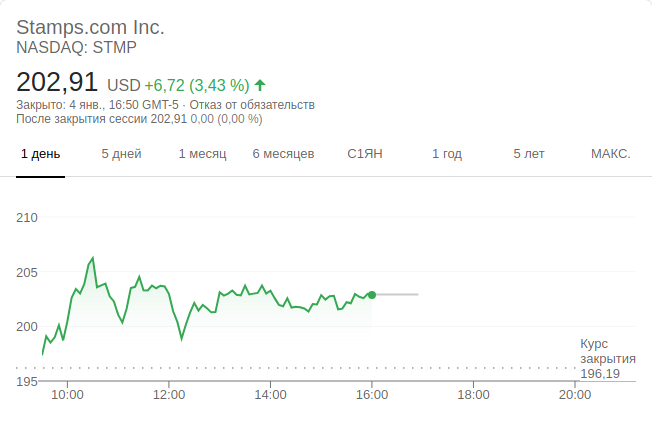 Stamps.com Inc.
NASDAQ: STMP
202,91 USD +6,72 (3,43 %)
Закрыто: 4 янв., 16:50 GMT-5 · Отказ от обязательств
После закрытия сессии 202,91 0,00 (0,00 %)
1 день 5 дней 1 месяц 6 месяцев С1ЯН 1 год 5 лет МАКС.
210
205
200
Курс
закрытия
196,19
195
10:00 12:00 14:00 16:00 18:00 20:00